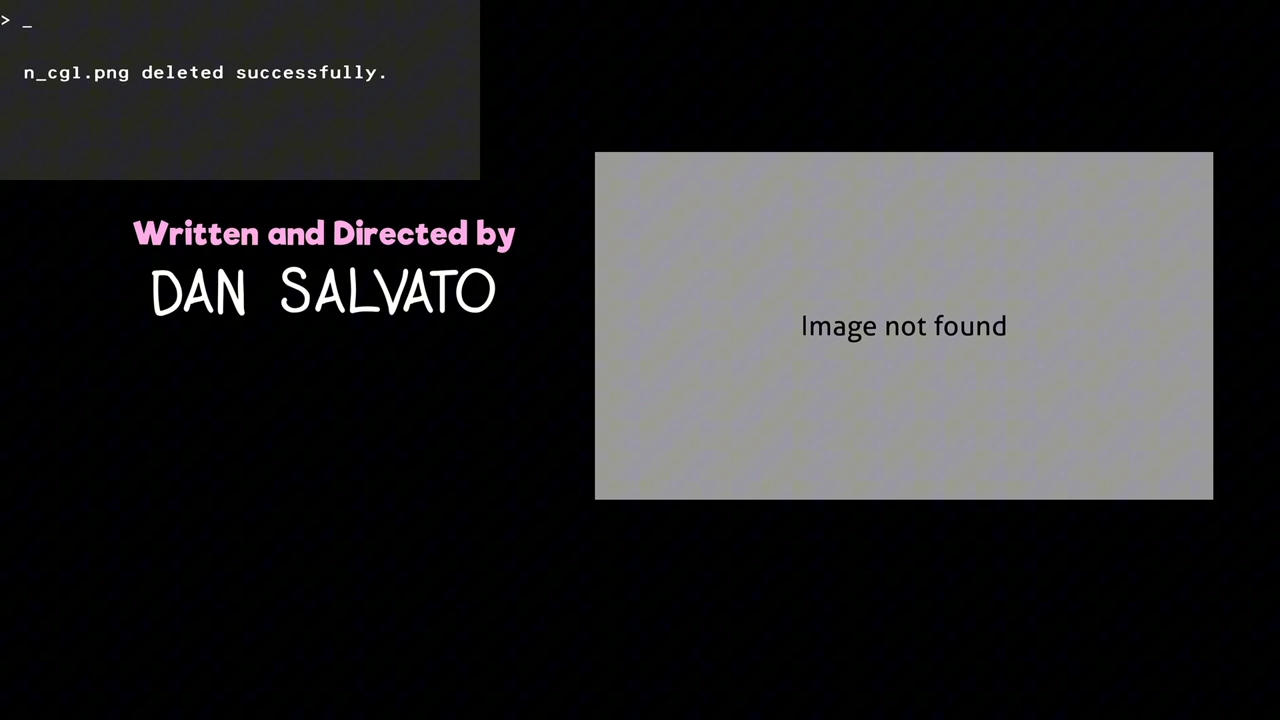 > _
n_cg1.png deleted successfully.
Written and Directed by
DAN SALVATO
Image not found